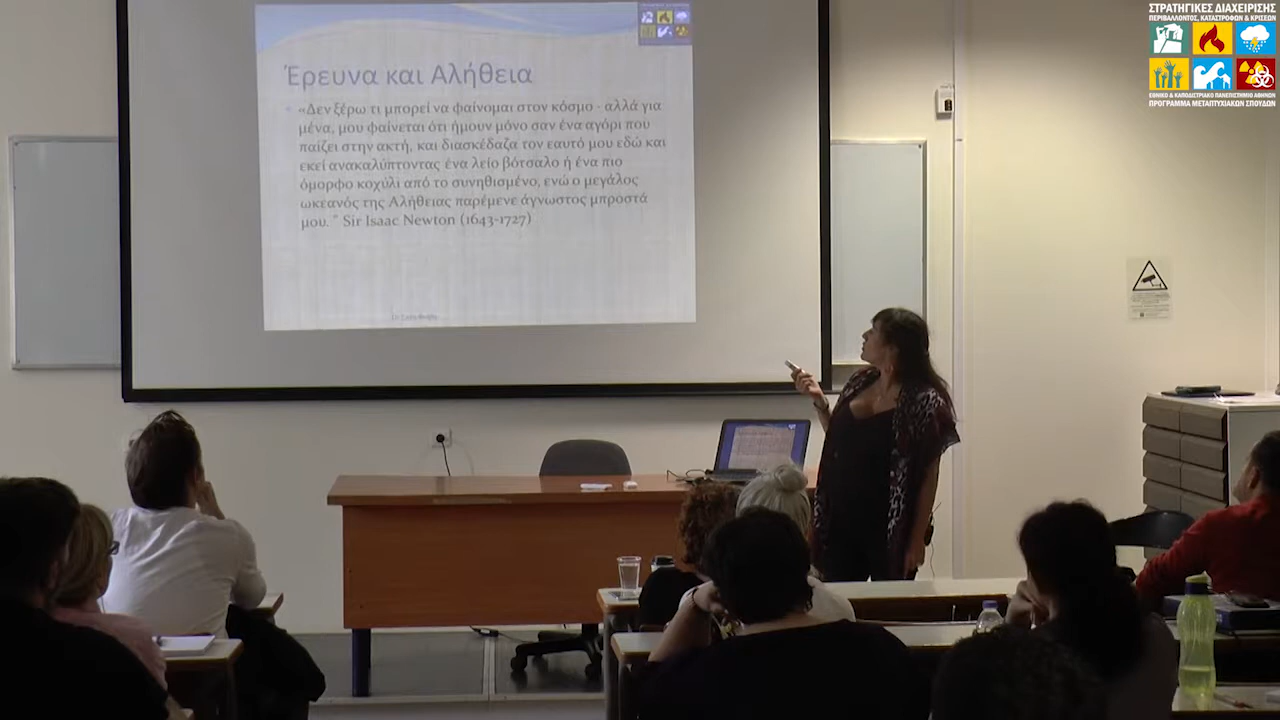 ΣΤΡΑΤΗΓΙΚΕΣ ΔΙΑΧΕΙΡΙΣΗΣ
ΠΕΡΙΒΑΛΛΟΝΤΟΣ, ΚΑΤΑΣΤΡΟΦΩΝ & ΚΡΙΣΕΩΝ
ΕΘΝΙΚΟ & ΚΑΠΟΔΙΣΤΡΙΑΚΟ ΠΑΝΕΠΙΣΤΗΜΙΟ ΑΘΗΝΩΝ
ΠΡΟΓΡΑΜΜΑ ΜΕΤΑΠΤΥΧΙΑΚΩΝ ΣΠΟΥΔΩΝ
Έρευνα και Αλήθεια
«Δεν ξέρω τι μπορεί να φαίνομαι στον κόσμο - αλλά για
μένα, μου φαίνεται ότι ήμουν μόνο σαν ένα αγόρι που
παίζει στην ακτή, και διασκέδαζα τον εαυτό μου εδώ και
εκεί ανακαλύπτοντας ένα λείο βότσαλο ή ένα πιο
όμορφο κοχύλι από το συνηθισμένο, ενώ ο μεγάλος
ωκεανός της Αλήθειας παρέμενε άγνωστος μπροστά
μου. " Sir Isaac Newton (1643-1727)